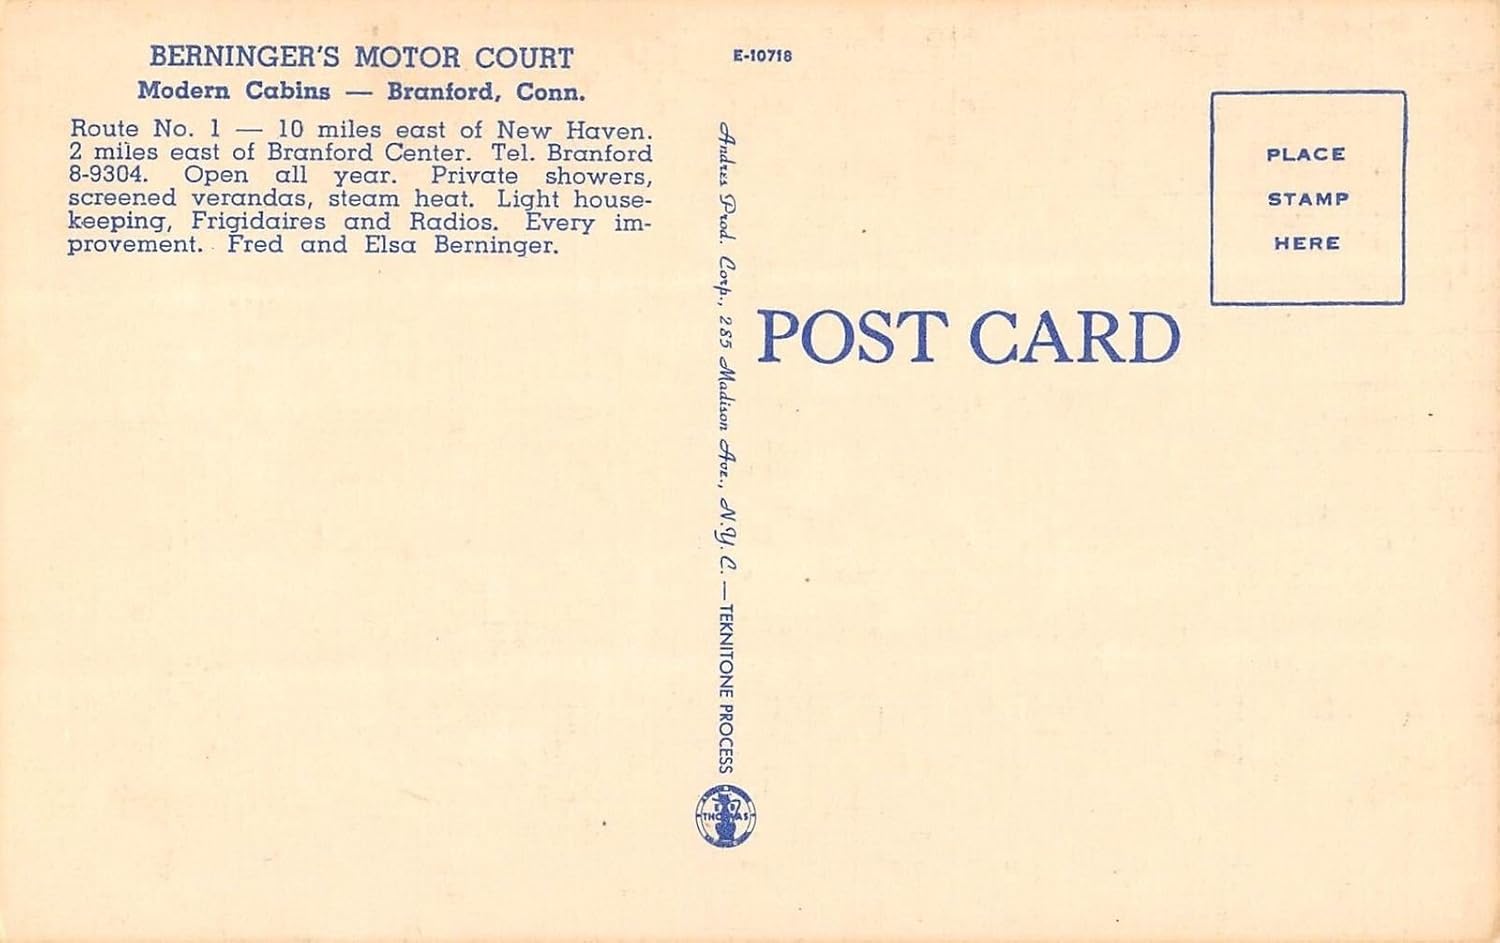 BERNINGER'S MOTOR COURT
Modern Cabins — Branford, Conn.
Route No. 1 — 10 miles east of New Haven.
2 miles east of Branford Center. Tel. Branford
8-9304. Open all year. Private showers,
screened verandas, steam heat. Light house-
keeping, Frigidaires and Radios. Every im-
provement. Fred and Elsa Berninger.
E-10718
Andres Prod. Corp., 285 Madison Ave., N.Y.C. — TEKNITONE PROCESS
THOMAS
POST CARD
PLACE
STAMP
HERE